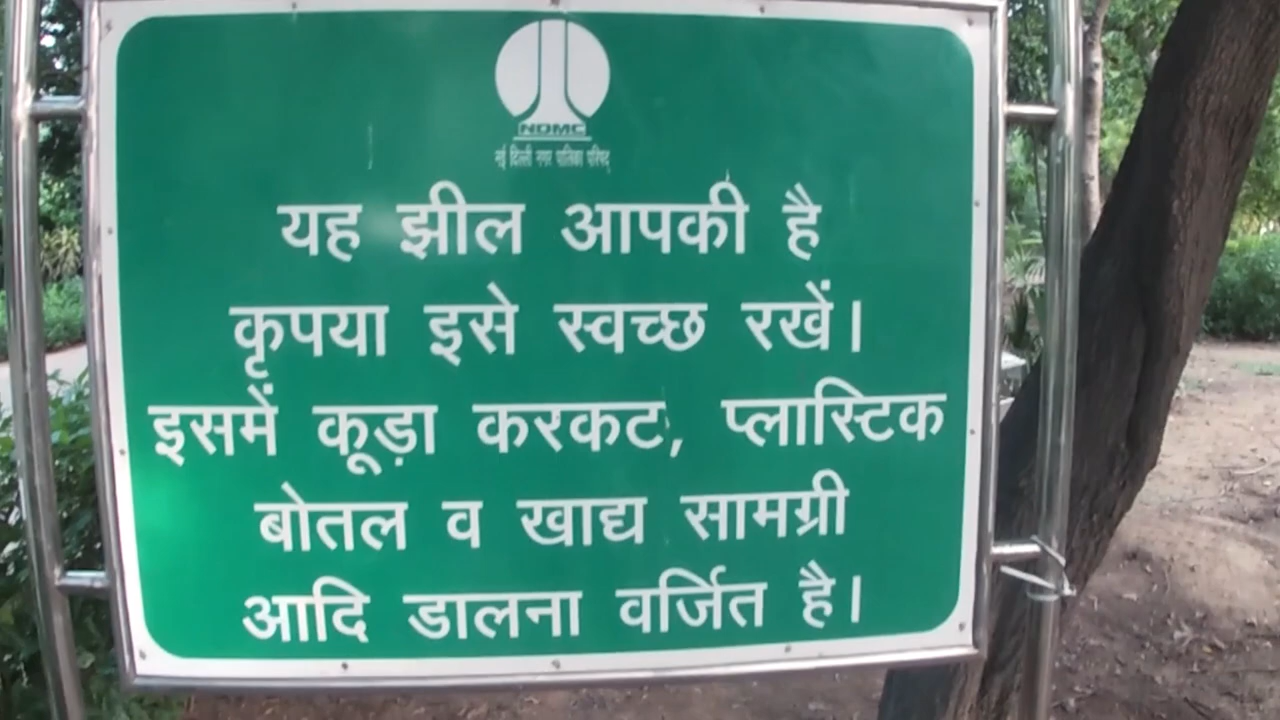 NDMC
नई दिल्ली नगर पालिका परिषद्
यह झील आपकी है
कृपया इसे स्वच्छ रखें।
इसमें कूड़ा करकट, प्लास्टिक
बोतल व खाद्य सामग्री
आदि डालना वर्जित है।